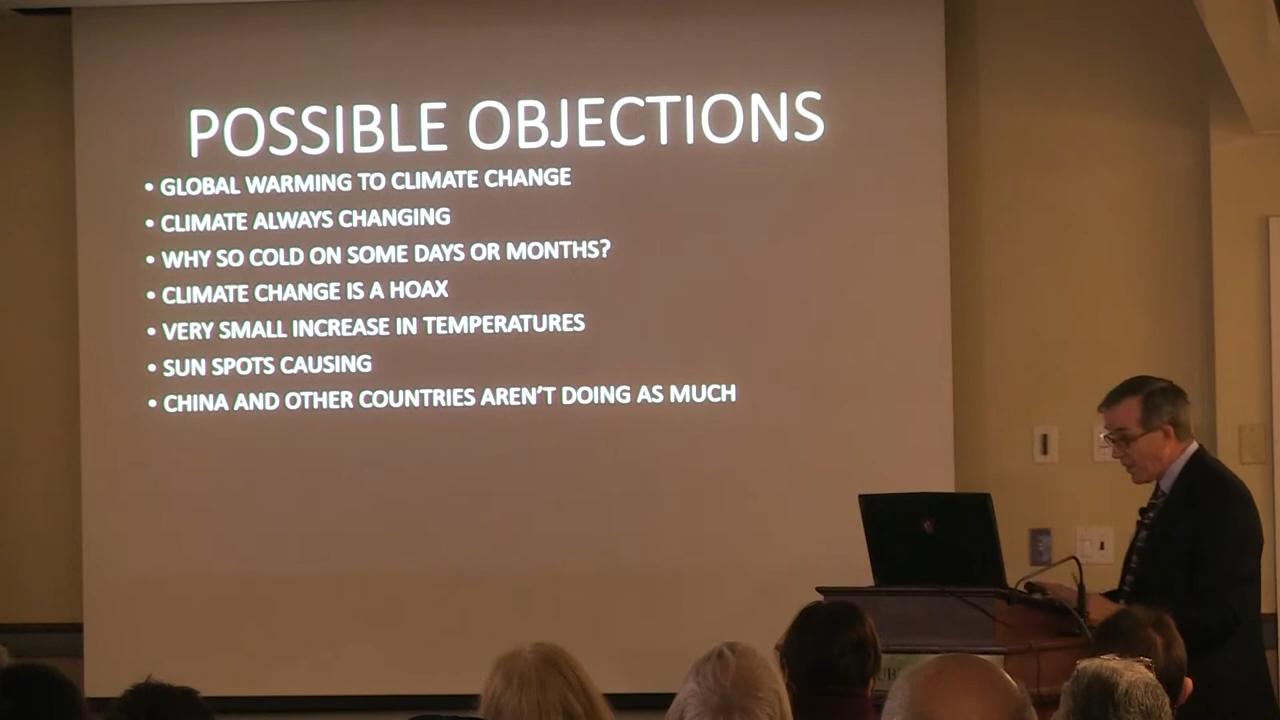 POSSIBLE OBJECTIONS
• GLOBAL WARMING TO CLIMATE CHANGE
• CLIMATE ALWAYS CHANGING
• WHY SO COLD ON SOME DAYS OR MONTHS?
• CLIMATE CHANGE IS A HOAX
• VERY SMALL INCREASE IN TEMPERATURES
• SUN SPOTS CAUSING
• CHINA AND OTHER COUNTRIES AREN'T DOING AS MUCH